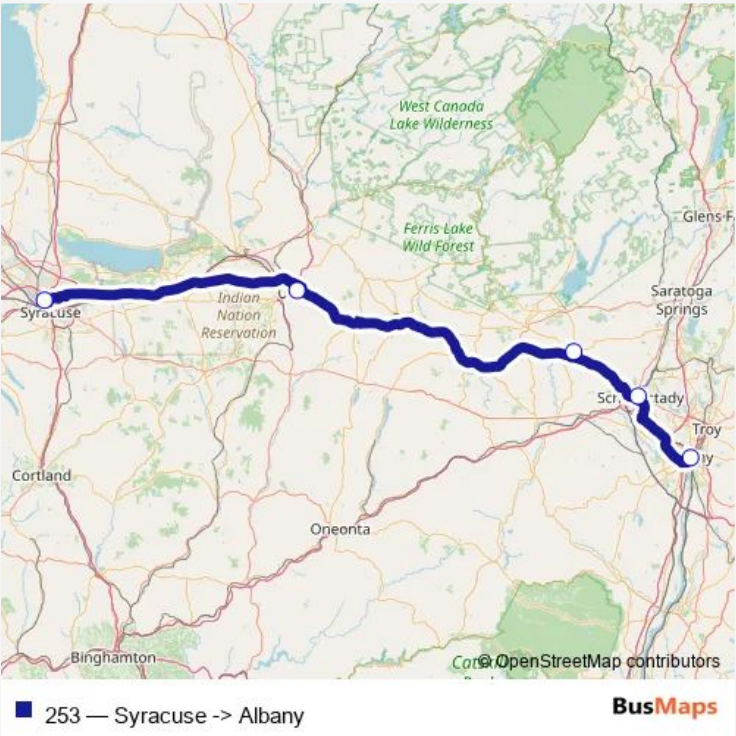 West Canada
Lake Wilderness
Ferris Lake
Wild Forest
Glens F
Saratoga
Springs
Indian
Nation
Reservation
Syracuse
Troy
Cortland
Oneonta
Binghamton
© OpenStreetMap contributors
253 — Syracuse -> Albany
BusMaps